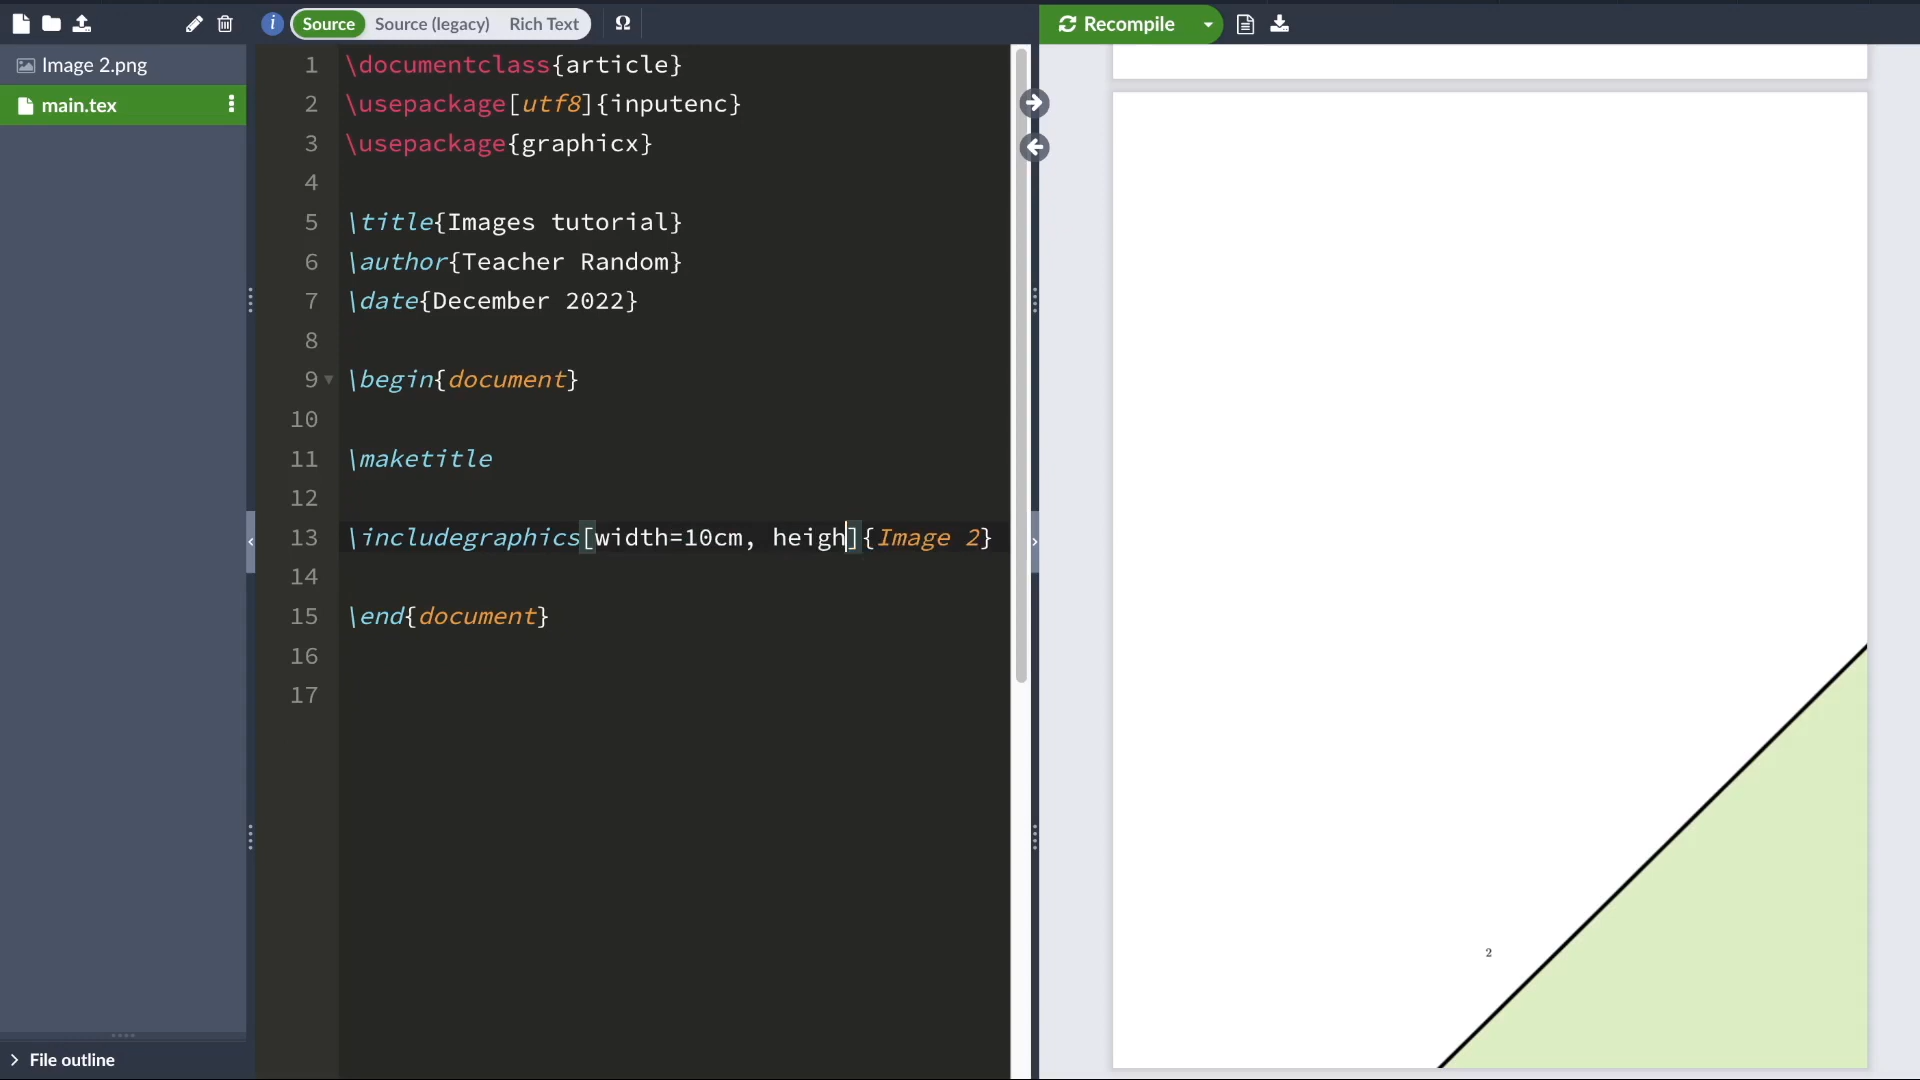 Source Source (legacy) Rich Text Ω
Recompile
Image 2.png
main.tex
1 \documentclass{article}
2 \usepackage[utf8]{inputenc}
3 \usepackage{graphicx}
4
5 \title{Images tutorial}
6 \author{Teacher Random}
7 \date{December 2022}
8
9 \begin{document}
10
11 \maketitle
12
13 \includegraphics[width=10cm, heigh]{Image 2}
14
15 \end{document}
16
17
2
File outline